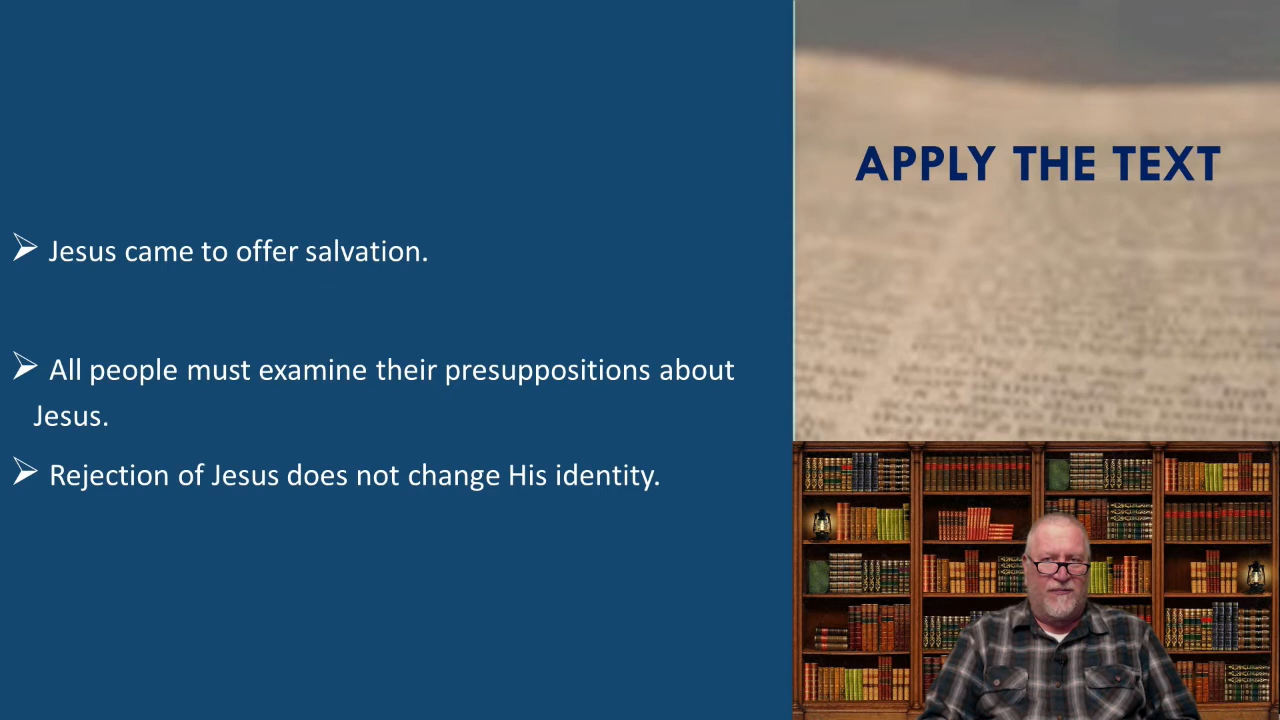 APPLY THE TEXT
➢ Jesus came to offer salvation.
➢ All people must examine their presuppositions about
Jesus.
➢ Rejection of Jesus does not change His identity.